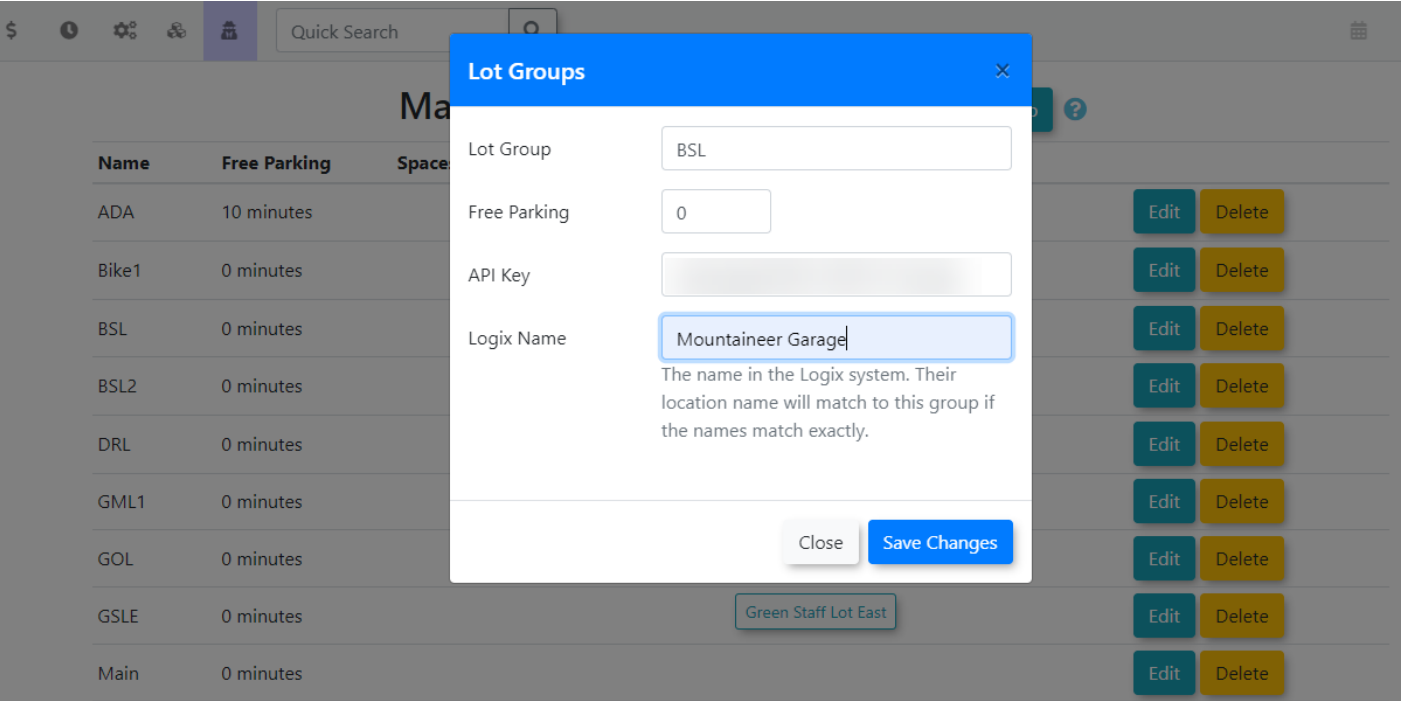 $
Quick Search
Lot Groups
×
Ma
?
Name Free Parking Spaces
Lot Group BSL
ADA 10 minutes Edit Delete
Free Parking 0
Bike1 0 minutes Edit Delete
API Key
BSL 0 minutes Edit Delete
Logix Name Mountaineer Garage
The name in the Logix system. Their
location name will match to this group if
the names match exactly.
BSL2 0 minutes Edit Delete
DRL 0 minutes Edit Delete
GML1 0 minutes Edit Delete
Close Save Changes
GOL 0 minutes Edit Delete
GSLE 0 minutes Green Staff Lot East Edit Delete
Main 0 minutes Edit Delete